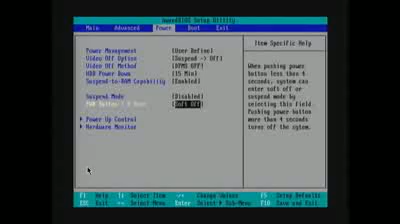 AwardBIOS Setup Utility
Main Advanced Power Boot Exit
Power Management [User Define]
Video Off Option [Suspend -> Off]
Video Off Method [DPMS OFF]
HDD Power Down [15 Min]
Suspend-to-RAM Capability [Enabled]
Suspend Mode [Disabled]
PWR Button < 4 Secs [Soft Off]
Power Up Control
Hardware Monitor
Item Specific Help
When pushing power
button less than 4
seconds, system can
enter soft off or
suspend mode by
selecting this field.
Pushing power button
more than 4 seconds
turns off the sytem.
F1 Help ↑↓ Select Item -/+ Change Values F5 Setup Defaults
ESC Exit ←→ Select Menu Enter Select ▶ Sub-Menu F10 Save and Exit